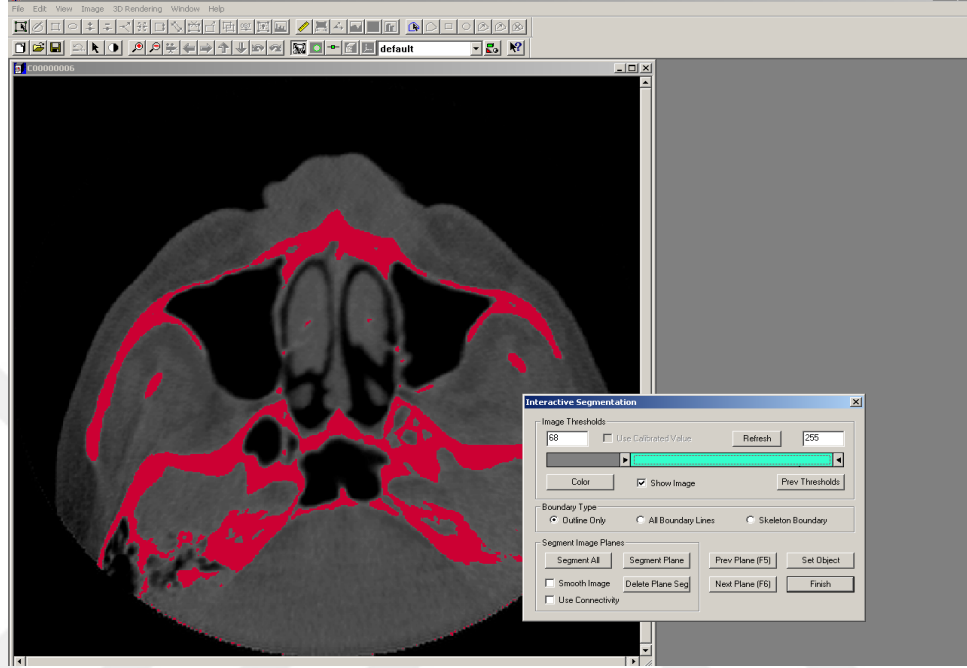 File Edit View Image 3D Rendering Window Help
default
C00000006
Interactive Segmentation
Image Thresholds
68 Use Calibrated Value Refresh 255
Color Show Image Prev Thresholds
Boundary Type
Outline Only All Boundary Lines Skeleton Boundary
Segment Image Planes
Segment All Segment Plane Prev Plane (F5) Set Object
Smooth Image Delete Plane Seg Next Plane (F6) Finish
Use Connectivity